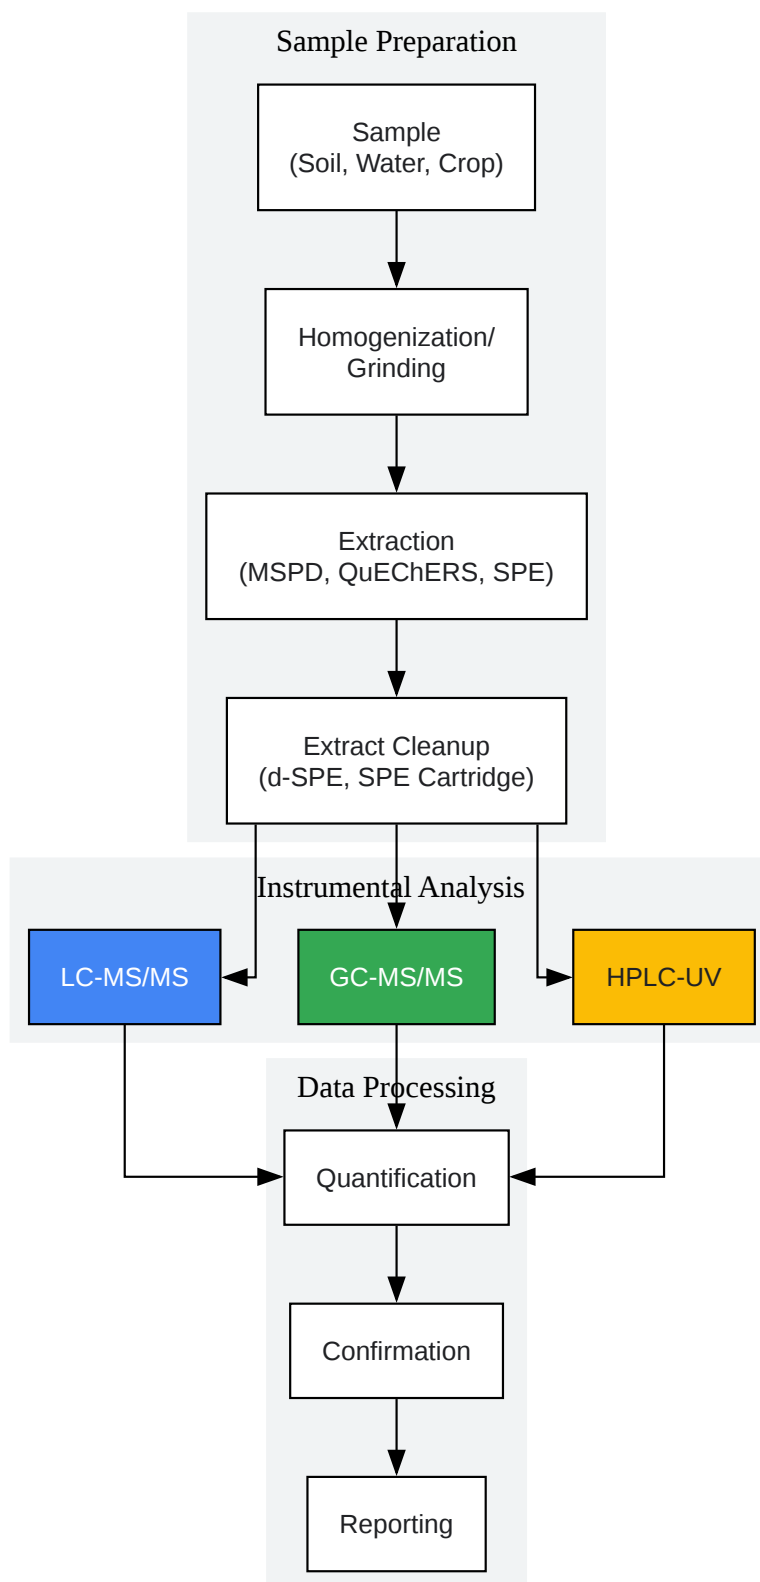 Sample Preparation
Sample
(Soil, Water, Crop)
Homogenization/
Grinding
Extraction
(MSPD, QuEChERS, SPE)
Extract Cleanup
(d-SPE, SPE Cartridge)
Instrumental Analysis
LC-MS/MS
GC-MS/MS
HPLC-UV
Data Processing
Quantification
Confirmation
Reporting